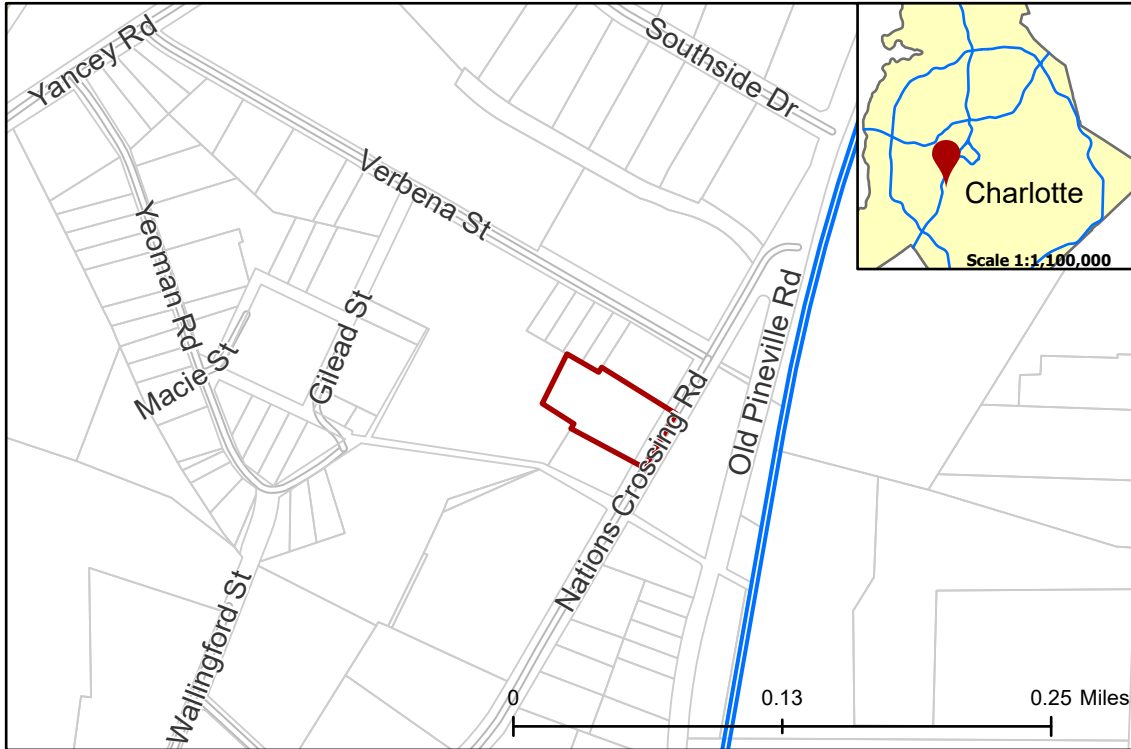 Yancey Rd
Southside Dr
Verbena St
Charlotte
Scale 1:1,100,000
Yeoman Rd
Gilead St
Macie St
Old Pineville Rd
Nations Crossing Rd
Wallingford St
0 0.13 0.25 Miles